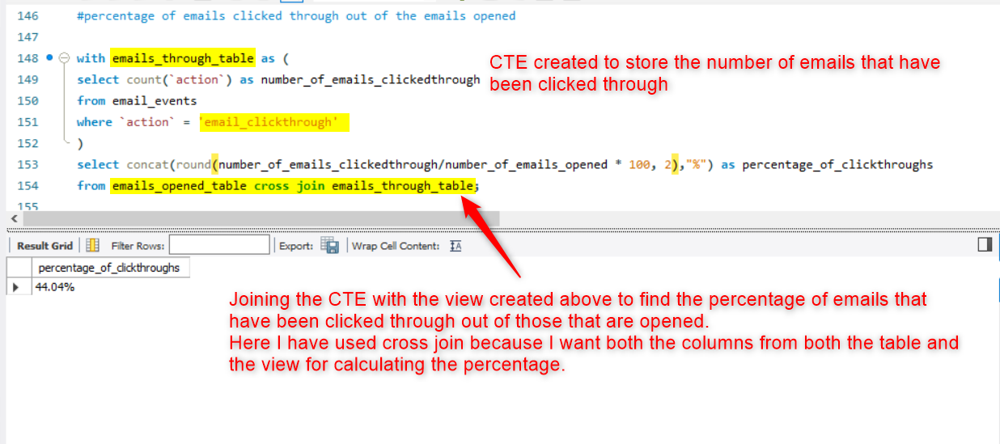 146 #percentage of emails clicked through out of the emails opened
147
148 with emails_through_table as (
149 select count(`action`) as number_of_emails_clickedthrough
150 from email_events
151 where `action` = 'email_clickthrough'
152 )
153 select concat(round(number_of_emails_clickedthrough/number_of_emails_opened * 100, 2),"%") as percentage_of_clickthroughs
154 from emails_opened_table cross join emails_through_table;
155
CTE created to store the number of emails that have
been clicked through
Result Grid Filter Rows: Export: Wrap Cell Content:
percentage_of_clickthroughs
44.04%
Joining the CTE with the view created above to find the percentage of emails that
have been clicked through out of those that are opened.
Here I have used cross join because I want both the columns from both the table and
the view for calculating the percentage.